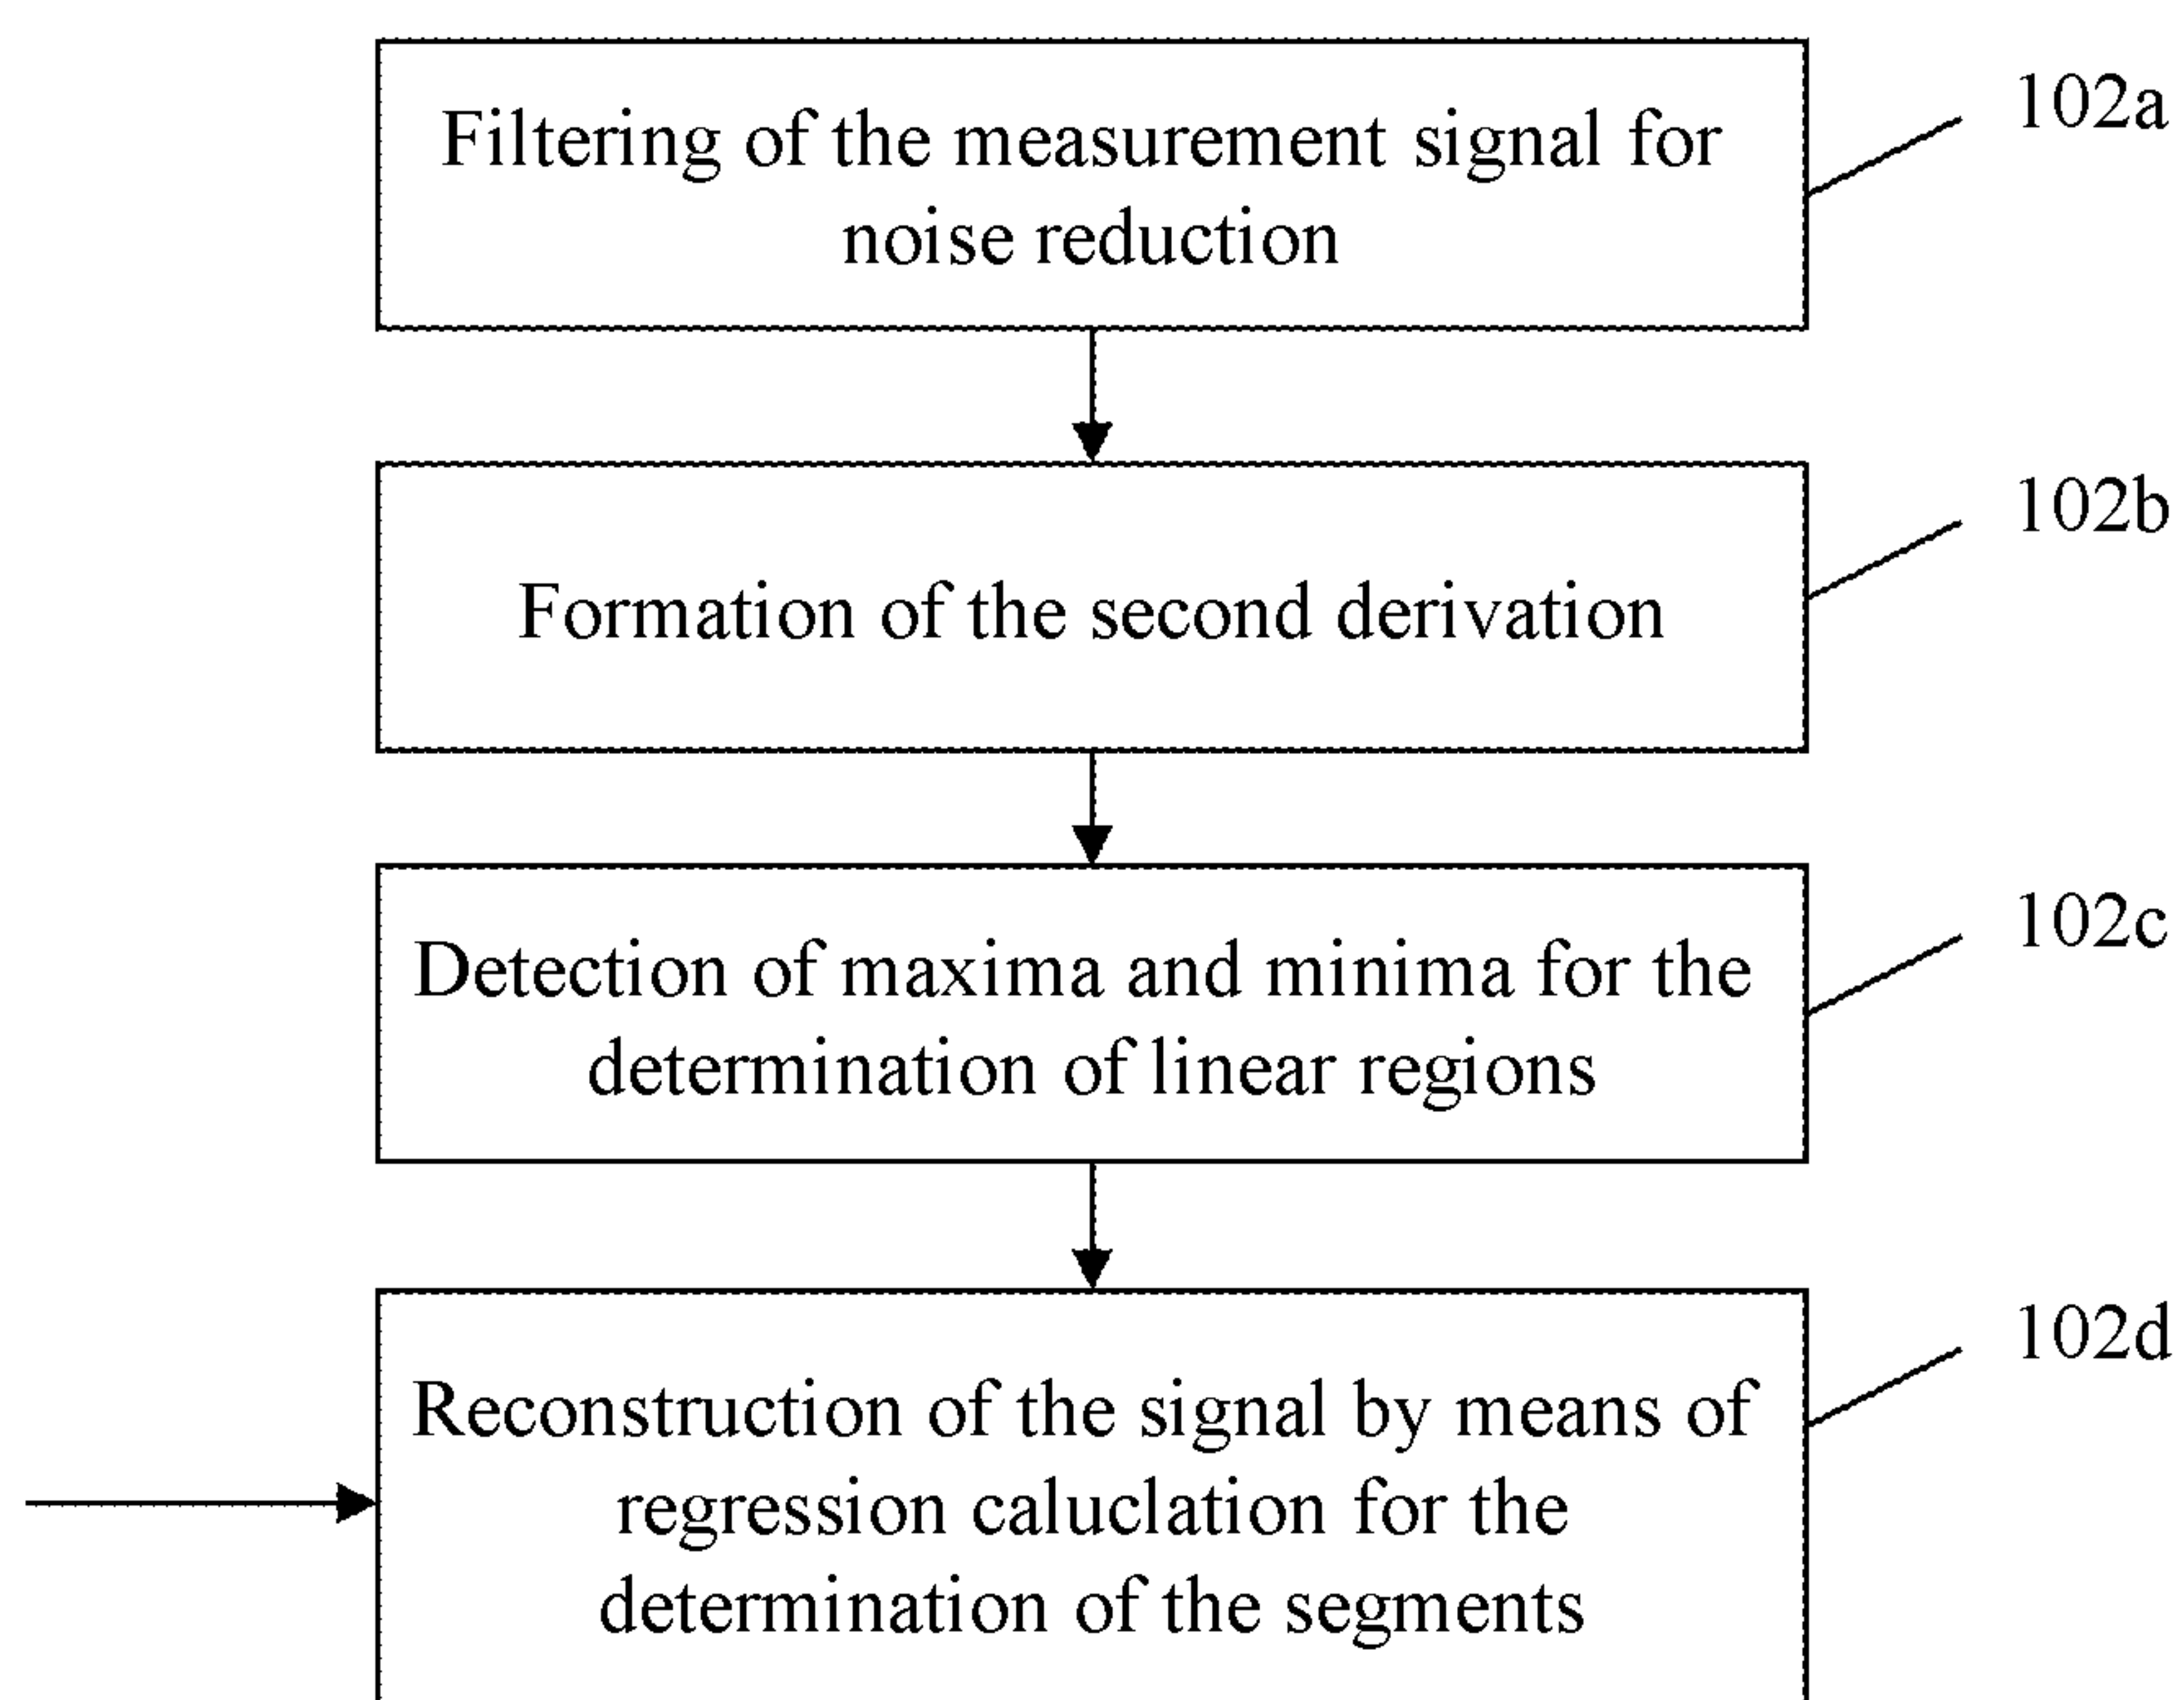 Filtering of the measurement signal for
noise reduction
102a
Formation of the second derivation
102b
Detection of maxima and minima for the
determination of linear regions
102c
Reconstruction of the signal by means of
regression caluclation for the
determination of the segments
102d